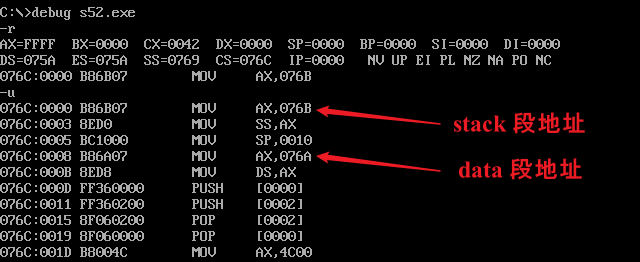 C:\>debug s52.exe
-r
AX=FFFF  BX=0000  CX=0042  DX=0000  SP=0000  BP=0000  SI=0000  DI=0000
DS=075A  ES=075A  SS=0769  CS=076C  IP=0000   NV UP EI PL NZ NA PO NC
076C:0000 B86B07        MOV     AX,076B
-u
076C:0000 B86B07        MOV     AX,076B
076C:0003 8ED0          MOV     SS,AX
stack 段地址
076C:0005 BC1000        MOV     SP,0010
076C:0008 B86A07        MOV     AX,076A
076C:000B 8ED8          MOV     DS,AX
data 段地址
076C:000D FF360000      PUSH    [0000]
076C:0011 FF360200      PUSH    [0002]
076C:0015 8F060200      POP     [0002]
076C:0019 8F060000      POP     [0000]
076C:001D B8004C        MOV     AX,4C00